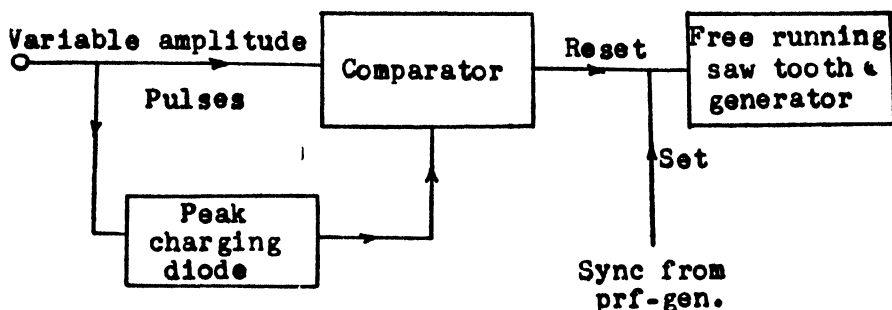 Variable amplitude
Pulses
Comparator
Reset
Free running
saw tooth
generator
Set
Peak
charging
diode
Sync from
prf-gen.